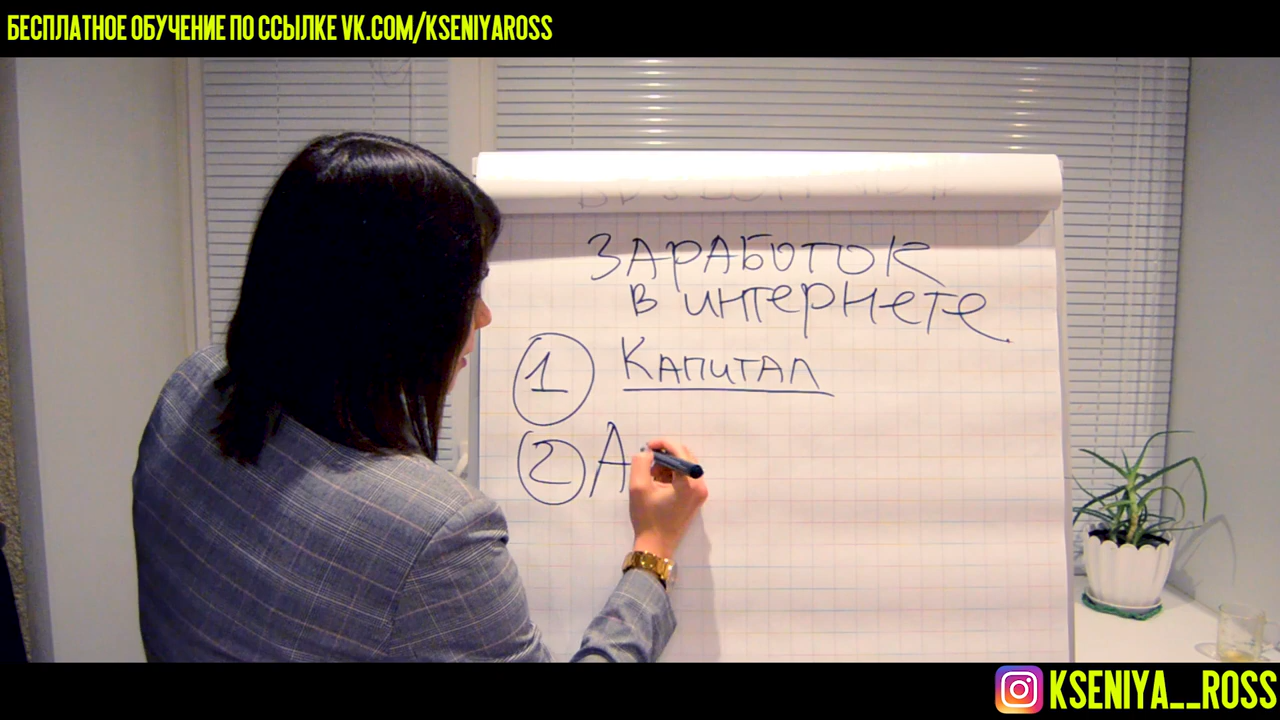 БЕСПЛАТНОЕ ОБУЧЕНИЕ ПО ССЫЛКЕ VK.COM/KSENIYAROSS
ЗАРАБОТОК
В ИНТЕРНЕТЕ
1 КАПИТАЛ
2 А
KSENIYA__ROSS